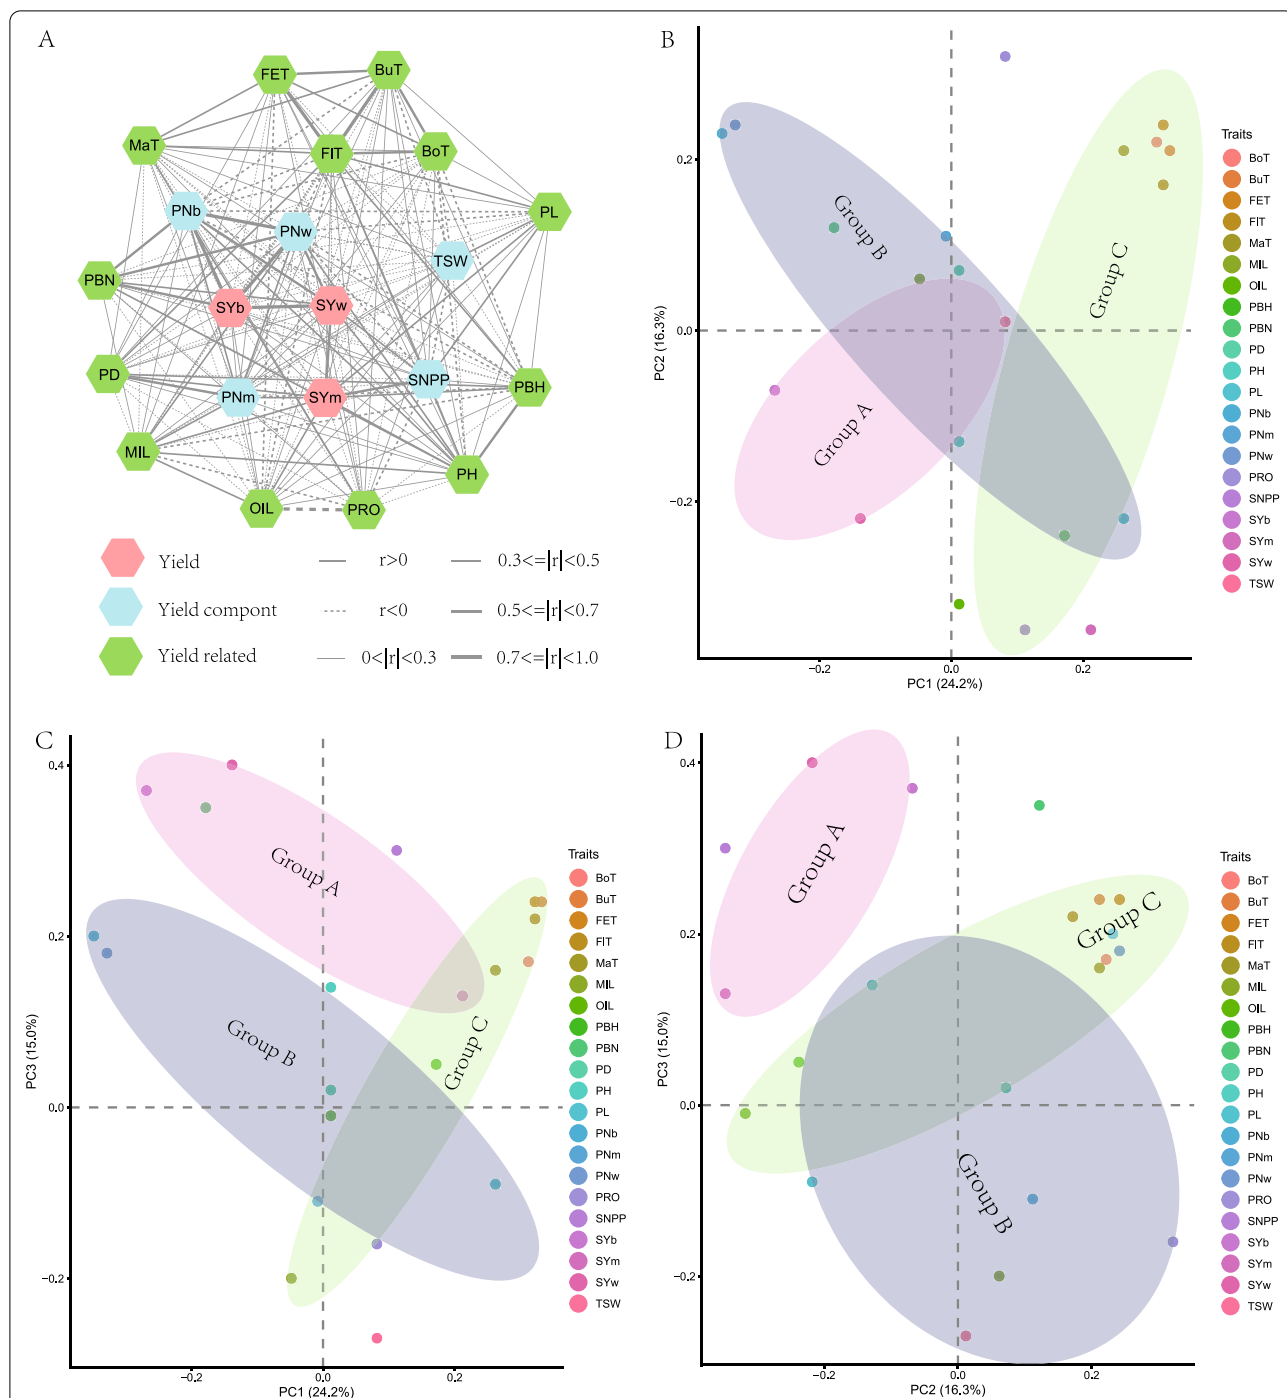 A
FET
BuT
MaT
FIT
BoT
PNb
PNw
PL
TSW
PBN
SYb
SYw
PD
PNm
SYm
SNPP
PBH
MIL
PH
OIL
PRO
Yield
r>0
0.3<=|r|<0.5
Yield compont
r<0
0.5<=|r|<0.7
Yield related
0<|r|<0.3
0.7<=|r|<1.0
B
0.2
0.0
−0.2
PC2 (16.3%)
Group B
Group A
Group C
−0.2
0.0
0.2
PC1 (24.2%)
Traits
BoT
BuT
FET
FIT
MaT
MIL
OIL
PBH
PBN
PD
PH
PL
PNb
PNm
PNw
PRO
SNPP
SYb
SYm
SYw
TSW
C
0.4
0.2
0.0
−0.2
PC3 (15.0%)
Group A
Group B
Group C
−0.2
0.0
0.2
PC1 (24.2%)
Traits
BoT
BuT
FET
FIT
MaT
MIL
OIL
PBH
PBN
PD
PH
PL
PNb
PNm
PNw
PRO
SNPP
SYb
SYm
SYw
TSW
D
0.4
0.2
0.0
−0.2
PC3 (15.0%)
Group A
Group C
Group B
−0.2
0.0
0.2
PC2 (16.3%)
Traits
BoT
BuT
FET
FIT
MaT
MIL
OIL
PBH
PBN
PD
PH
PL
PNb
PNm
PNw
PRO
SNPP
SYb
SYm
SYw
TSW